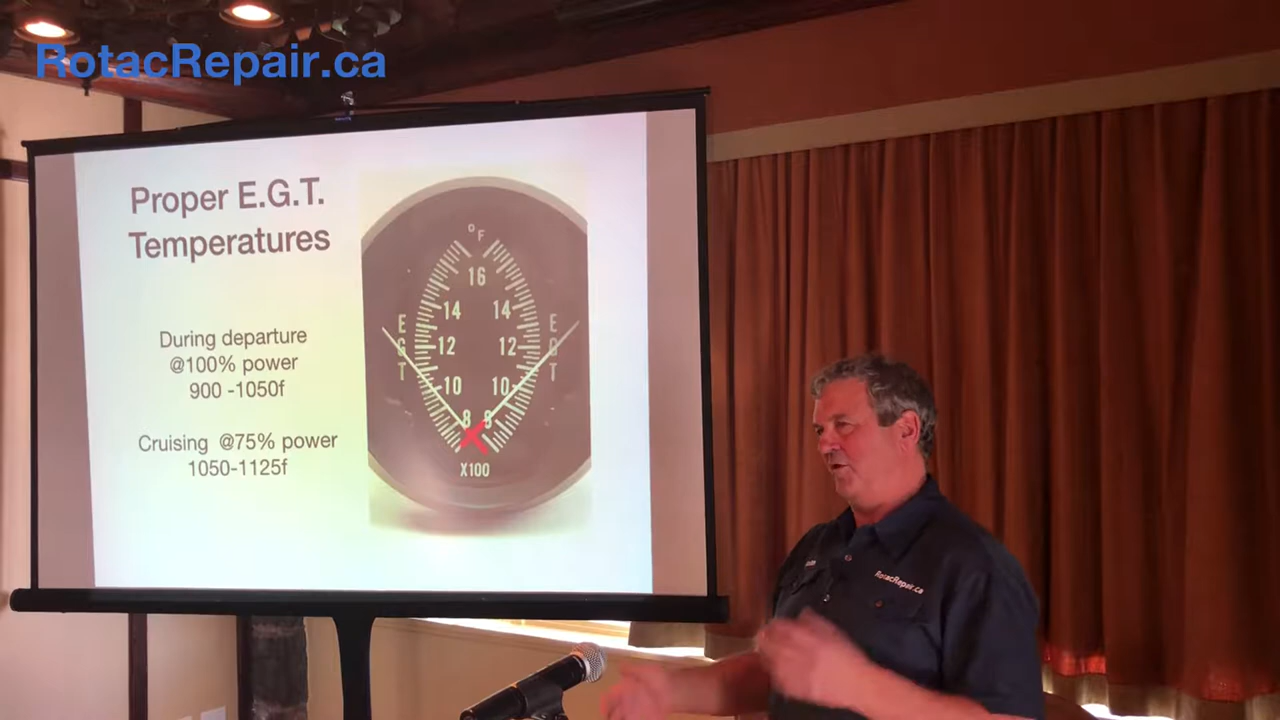 RotacRepair.ca
Proper E.G.T.
Temperatures
During departure
@100% power
900 -1050f
Cruising @75% power
1050-1125f
°F
16
14 14
E G T
12 12
E G T
10 10
8 8
X100
RotacRepair.ca